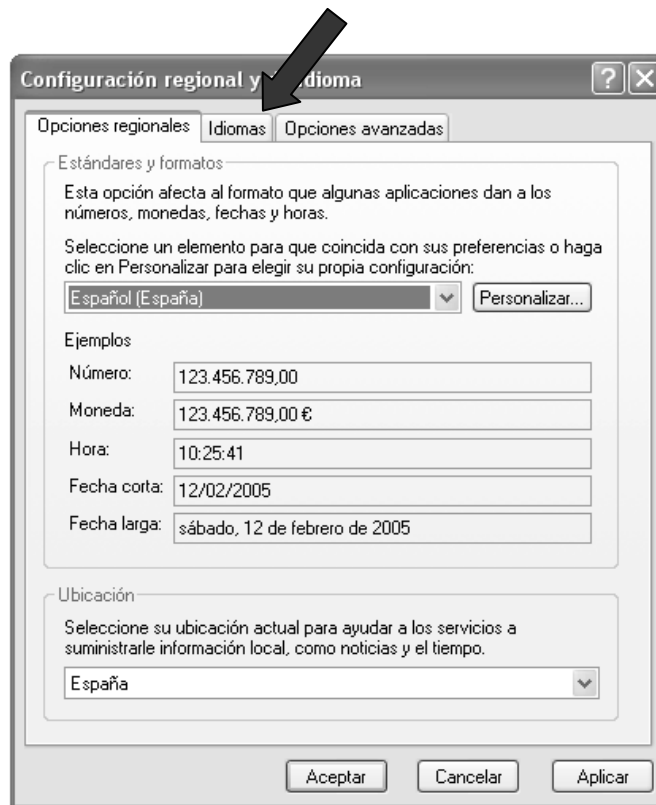 Configuración regional y dioma
Opciones regionales Idiomas Opciones avanzadas
Estándares y formatos
Esta opción afecta al formato que algunas aplicaciones dan a los
números, monedas, fechas y horas.
Seleccione un elemento para que coincida con sus preferencias o haga
clic en Personalizar para elegir su propia configuración:
Español (España) Personalizar...
Ejemplos
Número: 123.456.789,00
Moneda: 123.456.789,00 €
Hora: 10:25:41
Fecha corta: 12/02/2005
Fecha larga: sábado, 12 de febrero de 2005
Ubicación
Seleccione su ubicación actual para ayudar a los servicios a
suministrarle información local, como noticias y el tiempo.
España
Aceptar Cancelar Aplicar